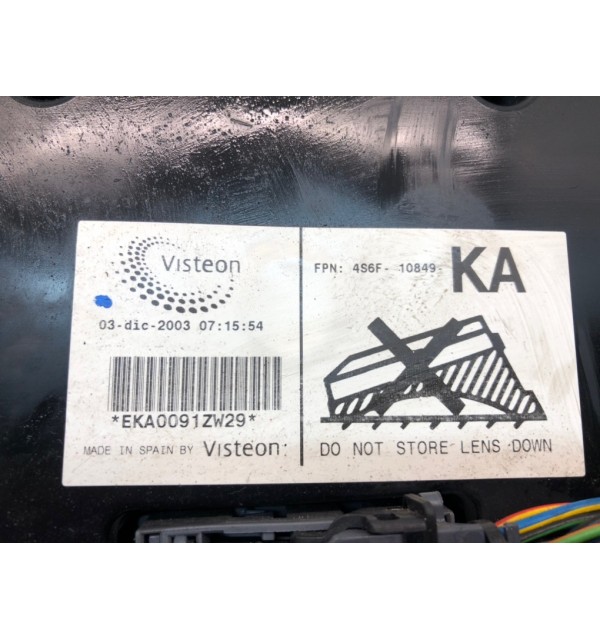 Visteon
03-dic-2003 07:15:54
*EKA0091ZW29*
MADE IN SPAIN BY Visteon
FPN: 4S6F- 10849- KA
DO NOT STORE LENS DOWN